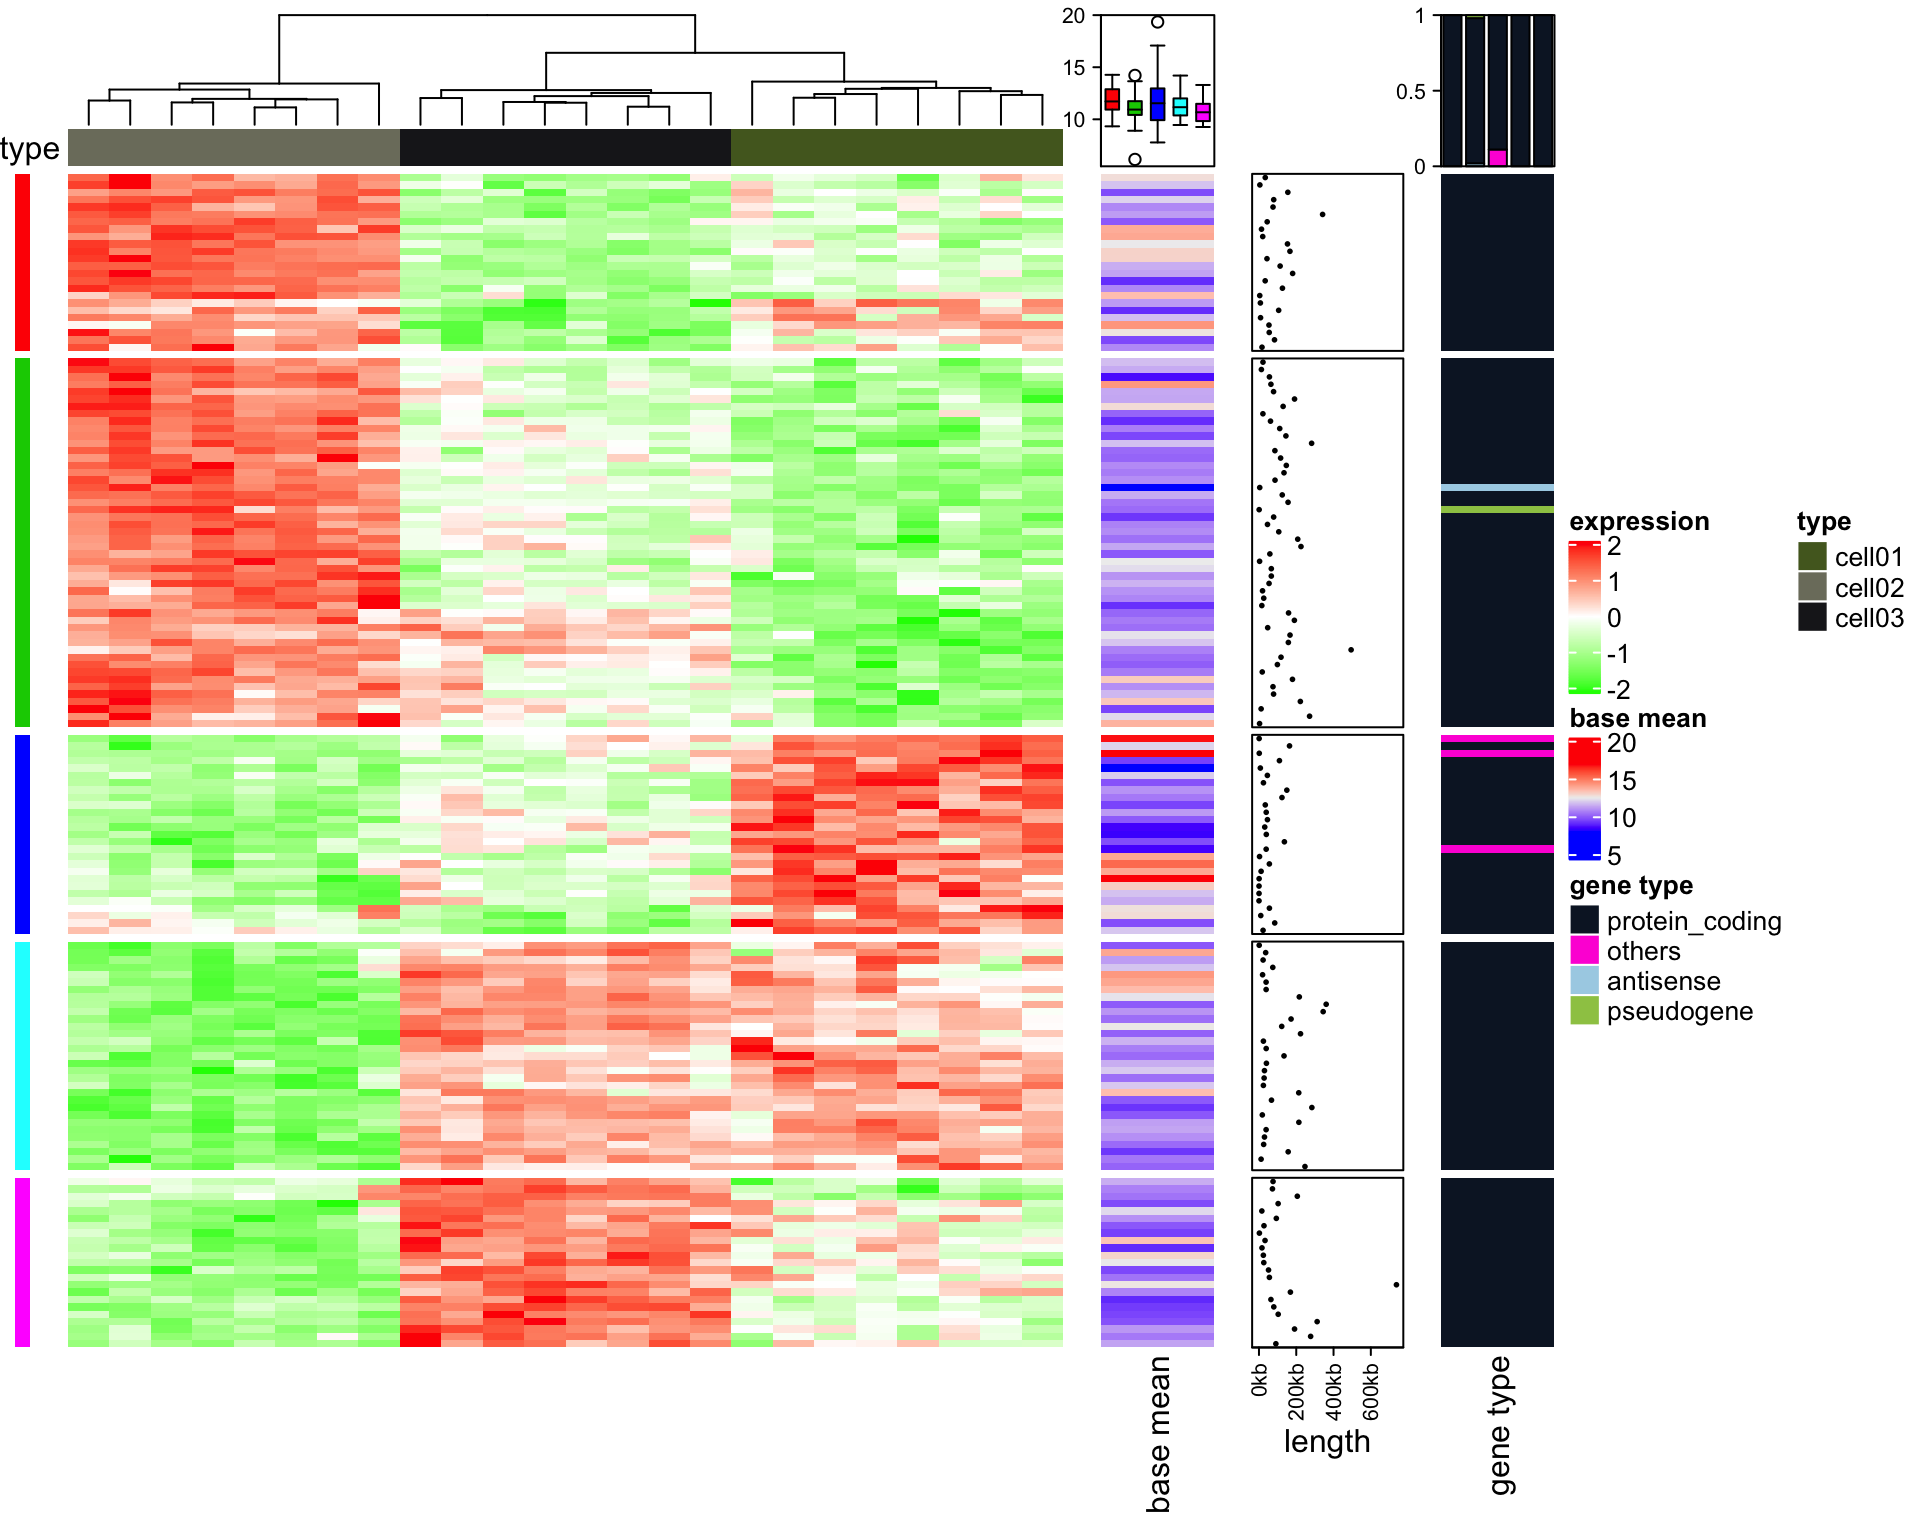 20
15
10
1
0.5
0
type
expression
2
1
0
-1
-2
base mean
20
15
10
5
gene type
protein_coding
others
antisense
pseudogene
type
cell01
cell02
cell03
base mean
0kb
200kb
400kb
600kb
length
gene type